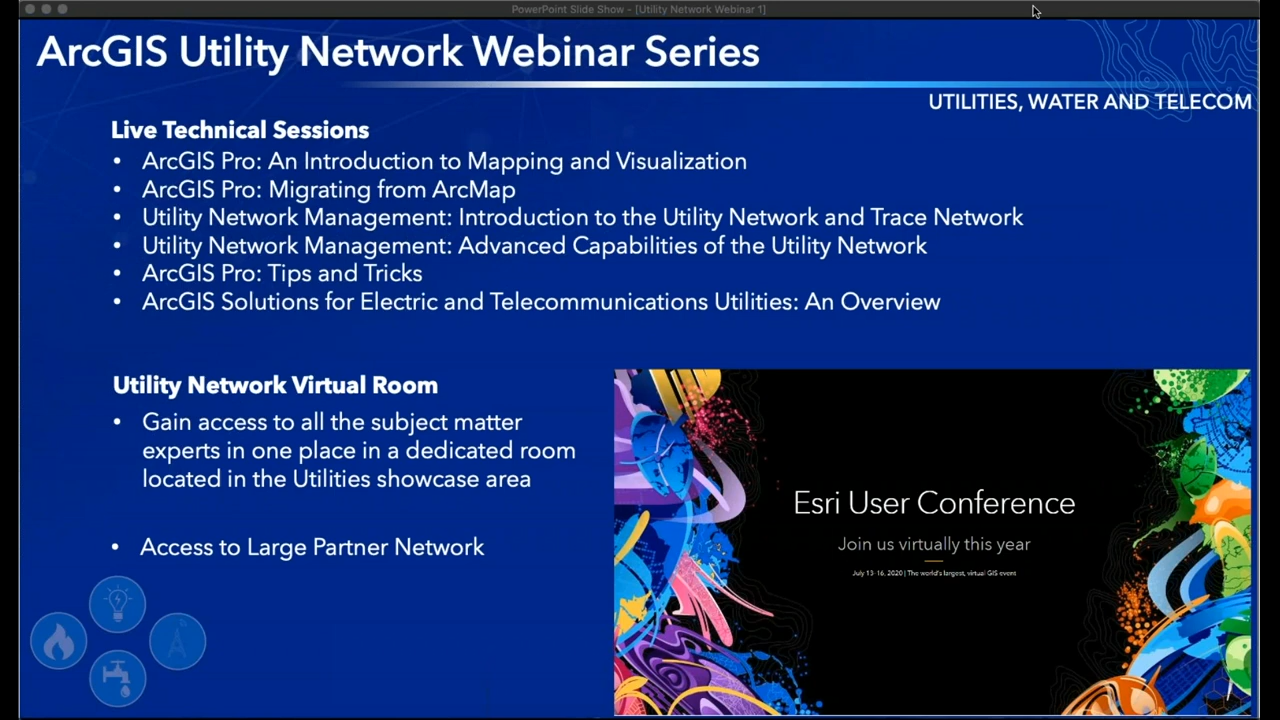 PowerPoint Slide Show - [Utility Network Webinar 1]
ArcGIS Utility Network Webinar Series
UTILITIES, WATER AND TELECOM
Live Technical Sessions
• ArcGIS Pro: An Introduction to Mapping and Visualization
• ArcGIS Pro: Migrating from ArcMap
• Utility Network Management: Introduction to the Utility Network and Trace Network
• Utility Network Management: Advanced Capabilities of the Utility Network
• ArcGIS Pro: Tips and Tricks
• ArcGIS Solutions for Electric and Telecommunications Utilities: An Overview
Utility Network Virtual Room
• Gain access to all the subject matter
experts in one place in a dedicated room
located in the Utilities showcase area
• Access to Large Partner Network
Esri User Conference
Join us virtually this year
July 13-16, 2020 | The world's largest, virtual GIS event